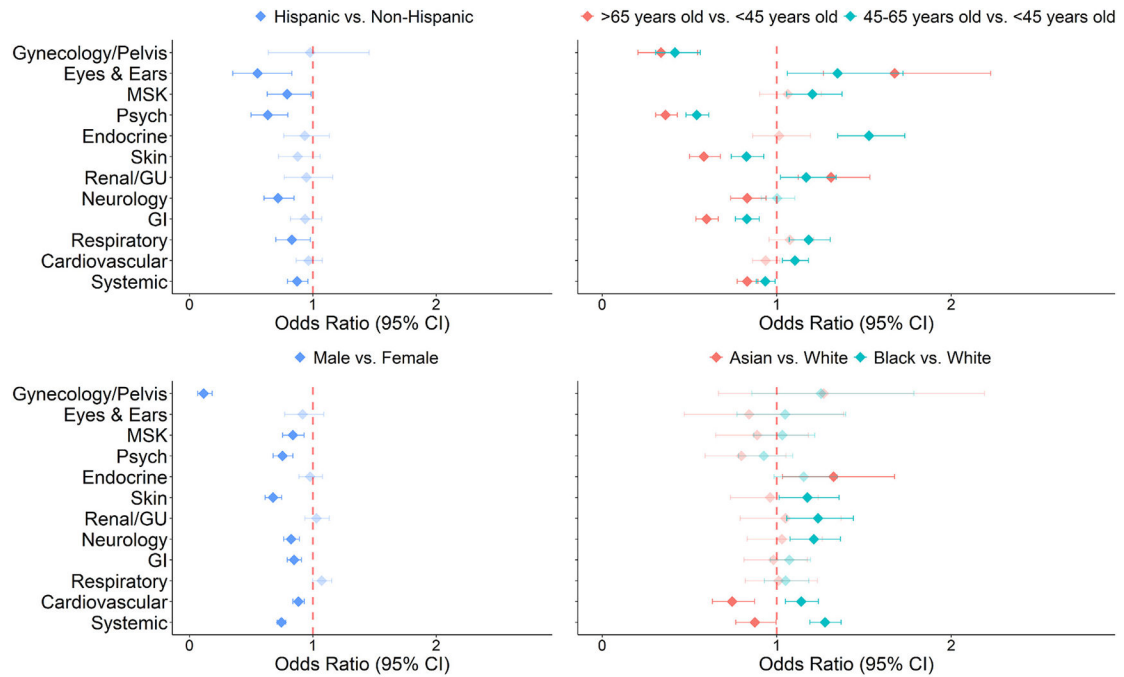 Hispanic vs. Non-Hispanic
Gynecology/Pelvis
Eyes & Ears
MSK
Psych
Endocrine
Skin
Renal/GU
Neurology
GI
Respiratory
Cardiovascular
Systemic
0 1 2
Odds Ratio (95% CI)
>65 years old vs. <45 years old 45-65 years old vs. <45 years old
0 1 2
Odds Ratio (95% CI)
Male vs. Female
Gynecology/Pelvis
Eyes & Ears
MSK
Psych
Endocrine
Skin
Renal/GU
Neurology
GI
Respiratory
Cardiovascular
Systemic
0 1 2
Odds Ratio (95% CI)
Asian vs. White Black vs. White
0 1 2
Odds Ratio (95% CI)